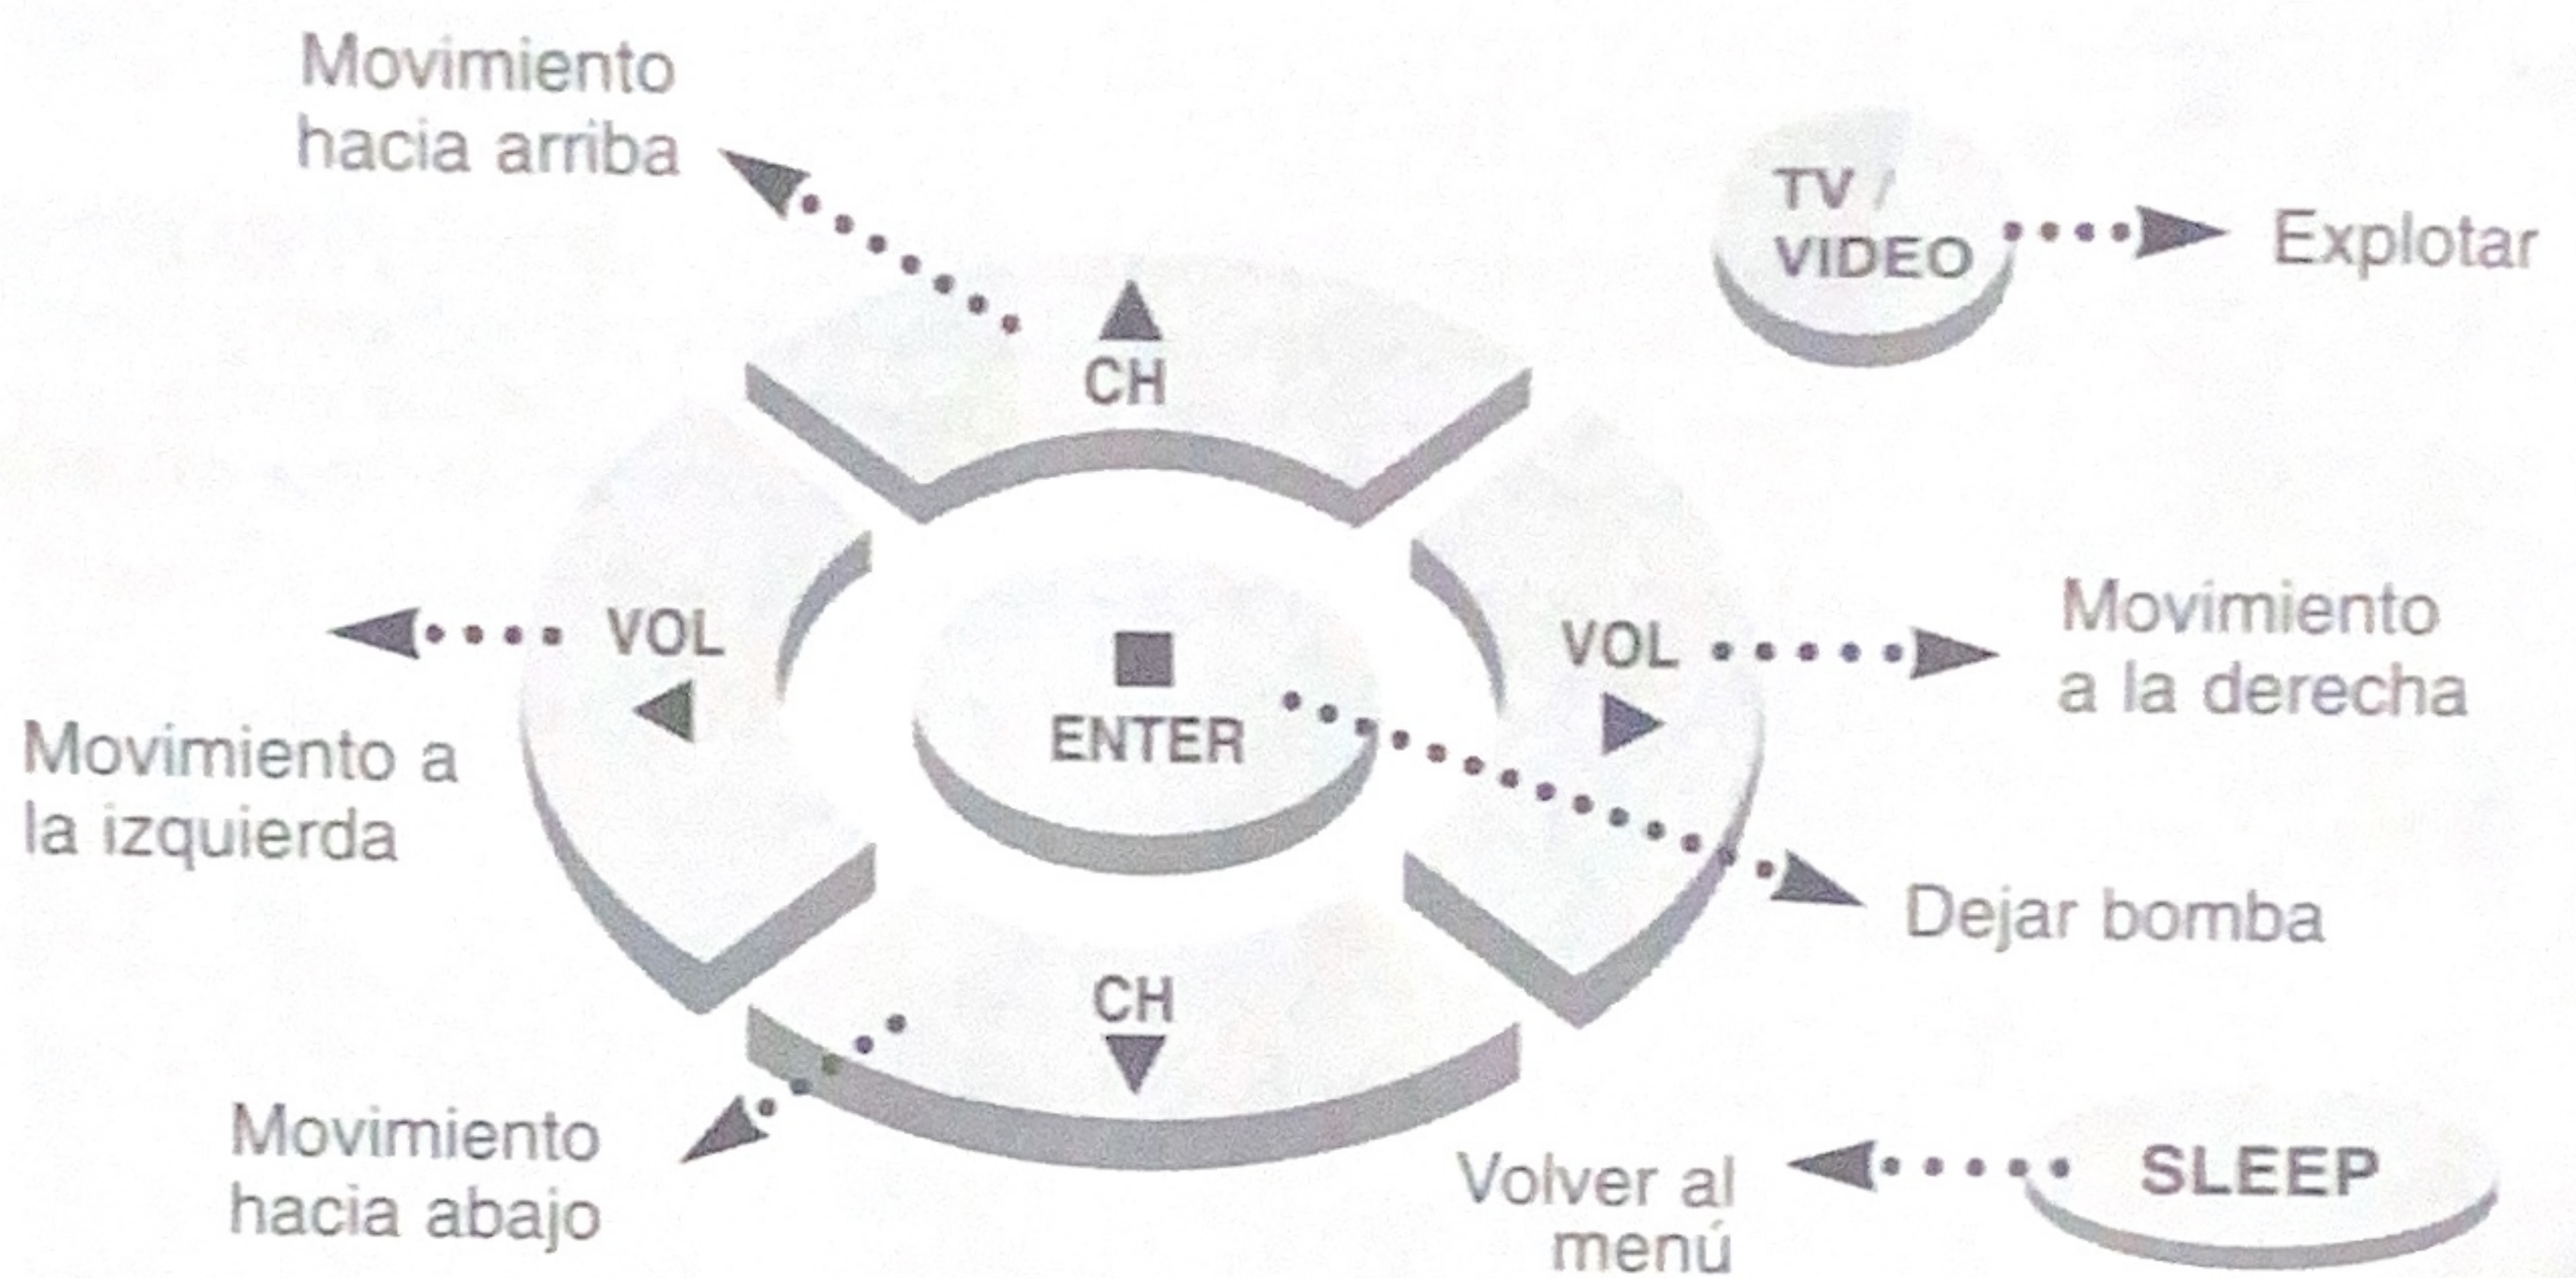 Movimiento
hacia arriba
TV /
VIDEO
Explotar
CH
VOL
VOL
Movimiento
a la derecha
ENTER
Movimiento a
la izquierda
Dejar bomba
CH
Movimiento
hacia abajo
Volver al
menú
SLEEP